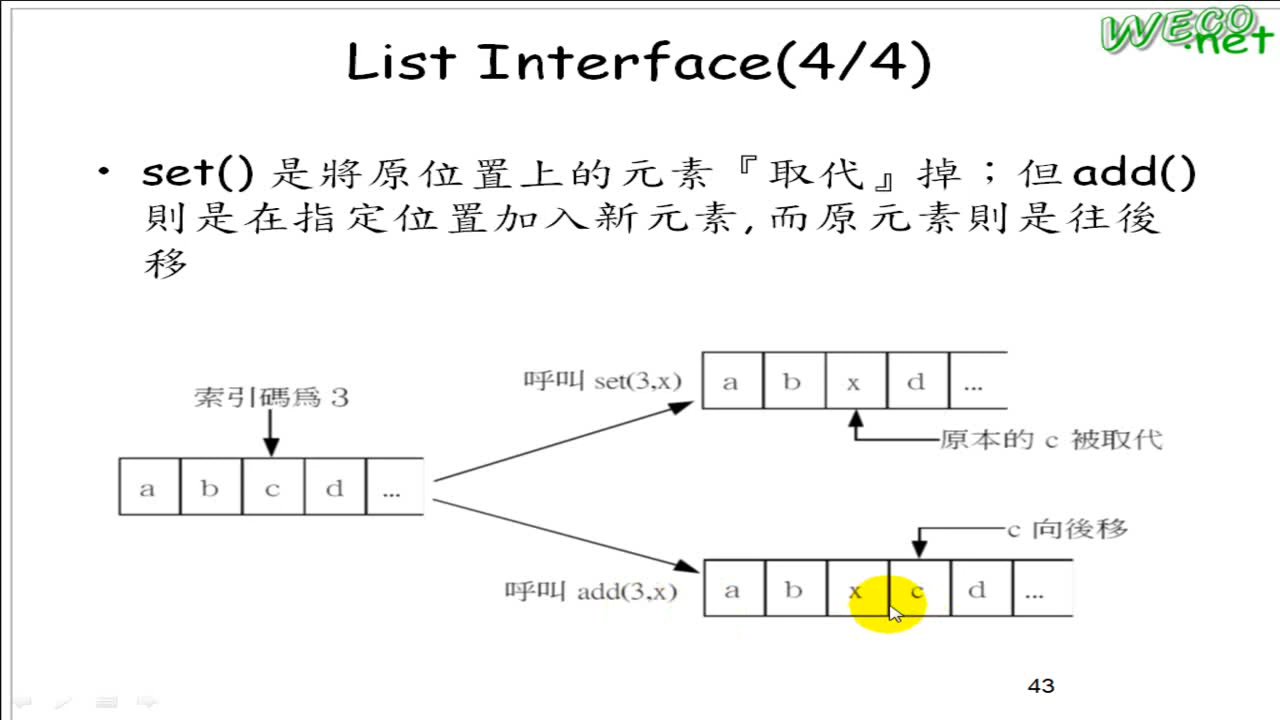 WECO
.net
List Interface(4/4)
• set() 是將原位置上的元素『取代』掉；但add()
則是在指定位置加入新元素,而原元素則是往後
移
索引碼為 3
a b c d ...
呼叫 set(3,x)
a b x d ...
原本的 c 被取代
c 向後移
呼叫 add(3,x)
a b x c d ...
43